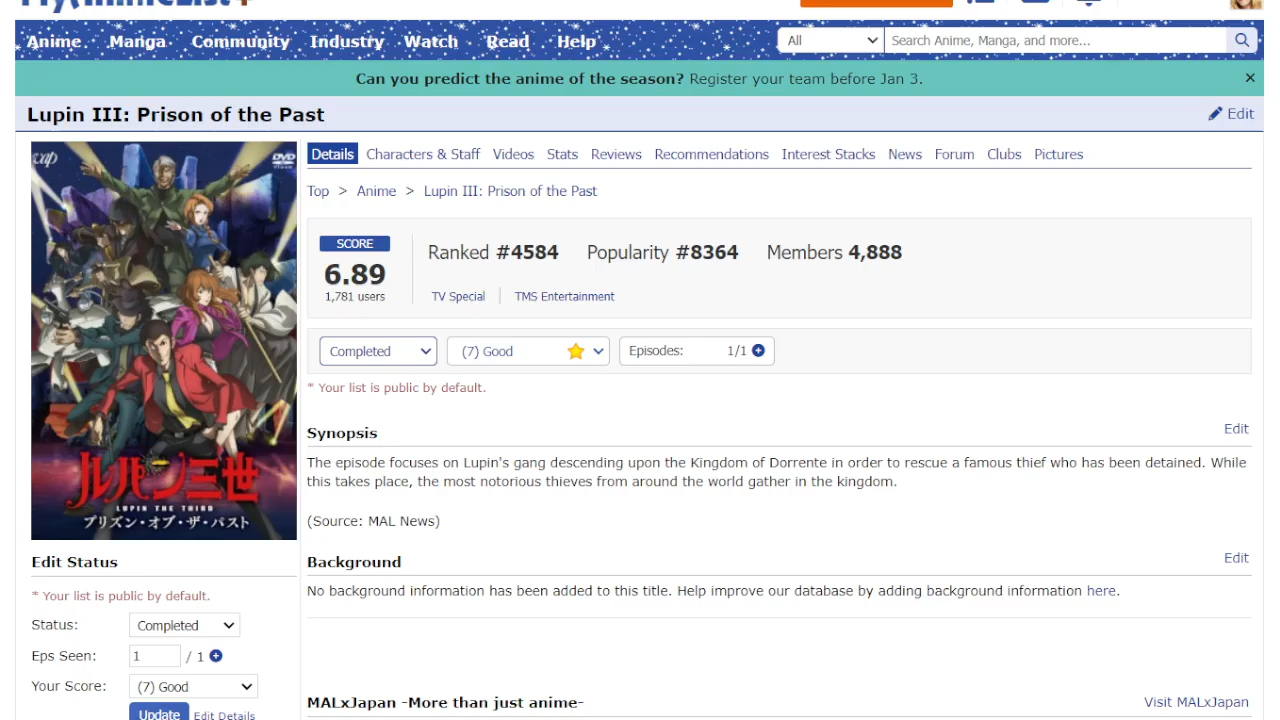 MyAnimeList
Anime Manga Community Industry Watch Read Help
All
Search Anime, Manga, and more...
Can you predict the anime of the season? Register your team before Jan 3. ×
Lupin III: Prison of the Past
Edit
vap
DVD
VIDEO
ルパン三世
LUPIN THE THIRD
プリズン・オブ・ザ・パスト
Details Characters & Staff Videos Stats Reviews Recommendations Interest Stacks News Forum Clubs Pictures
Top > Anime > Lupin III: Prison of the Past
SCORE
6.89
1,781 users
Ranked #4584 Popularity #8364 Members 4,888
TV Special TMS Entertainment
Completed (7) Good Episodes: 1/1
* Your list is public by default.
Synopsis
Edit
The episode focuses on Lupin's gang descending upon the Kingdom of Dorrente in order to rescue a famous thief who has been detained. While
this takes place, the most notorious thieves from around the world gather in the kingdom.
(Source: MAL News)
Background
Edit
No background information has been added to this title. Help improve our database by adding background information here.
MALxJapan -More than just anime-
Visit MALxJapan
Edit Status
* Your list is public by default.
Status: Completed
Eps Seen: 1 / 1
Your Score: (7) Good
Update Edit Details